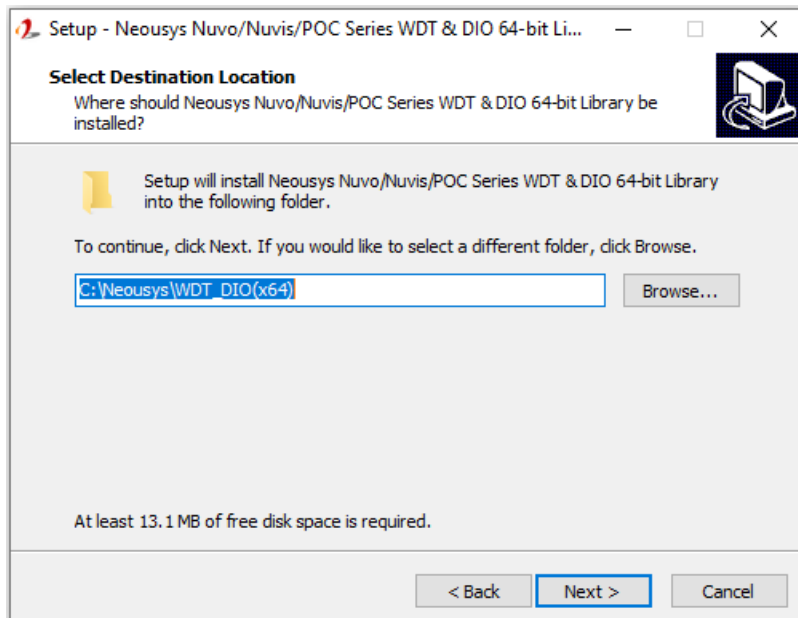 Setup - Neousys Nuvo/Nuvis/POC Series WDT & DIO 64-bit Li...
Select Destination Location
Where should Neousys Nuvo/Nuvis/POC Series WDT & DIO 64-bit Library be
installed?
Setup will install Neousys Nuvo/Nuvis/POC Series WDT & DIO 64-bit Library
into the following folder.
To continue, click Next. If you would like to select a different folder, click Browse.
C:\Neousys\WDT_DIO(x64)
Browse...
At least 13.1 MB of free disk space is required.
< Back
Next >
Cancel